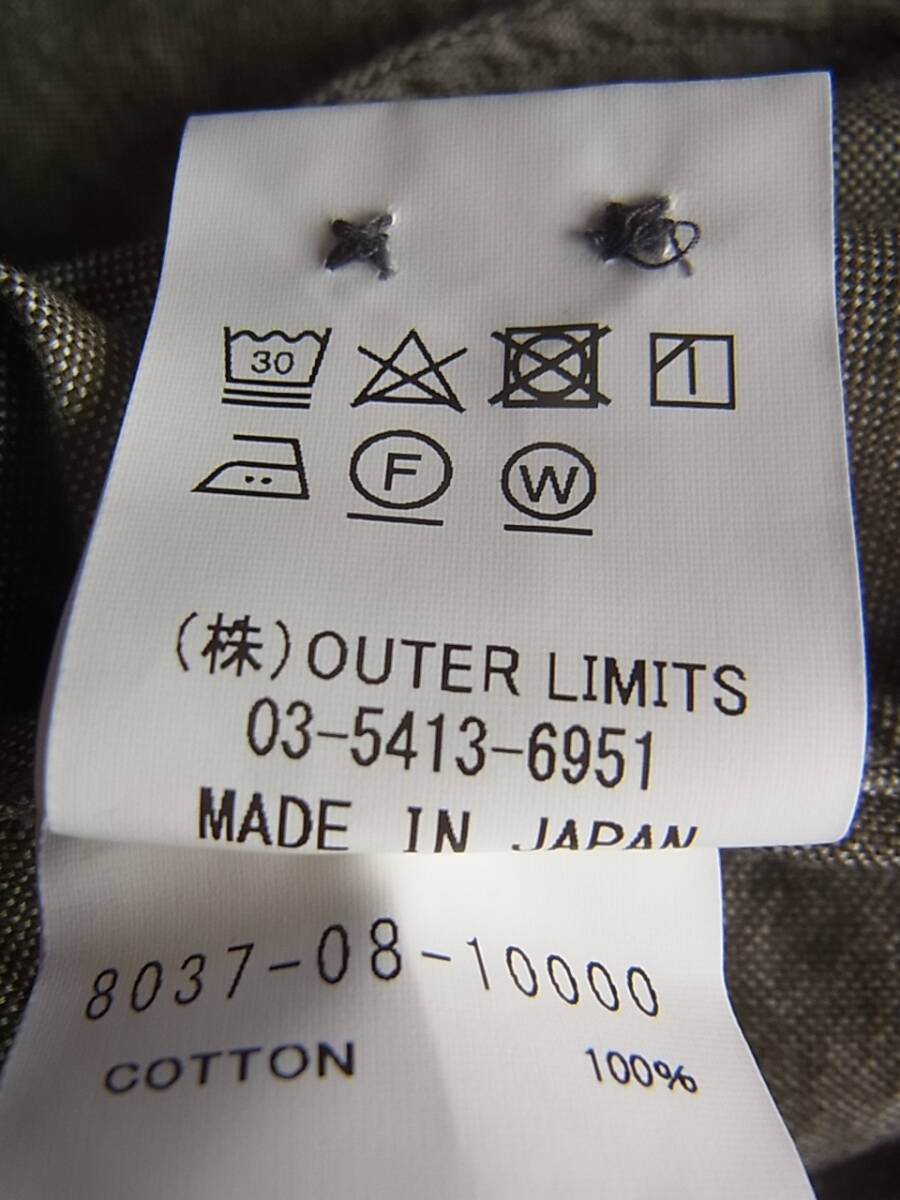 30
F W
(株)OUTER LIMITS
03-5413-6951
MADE IN JAPAN
8037-08-10000
COTTON 100%